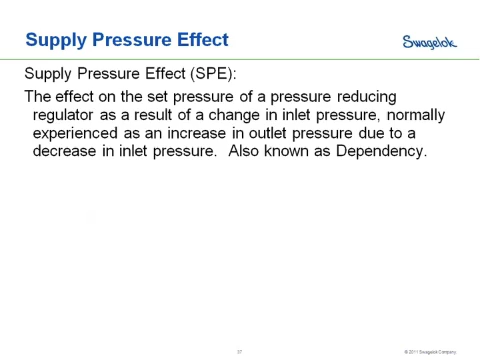 Supply Pressure Effect
Swagelok
Supply Pressure Effect (SPE):
The effect on the set pressure of a pressure reducing
regulator as a result of a change in inlet pressure, normally
experienced as an increase in outlet pressure due to a
decrease in inlet pressure.  Also known as Dependency.
37
© 2011 Swagelok Company.